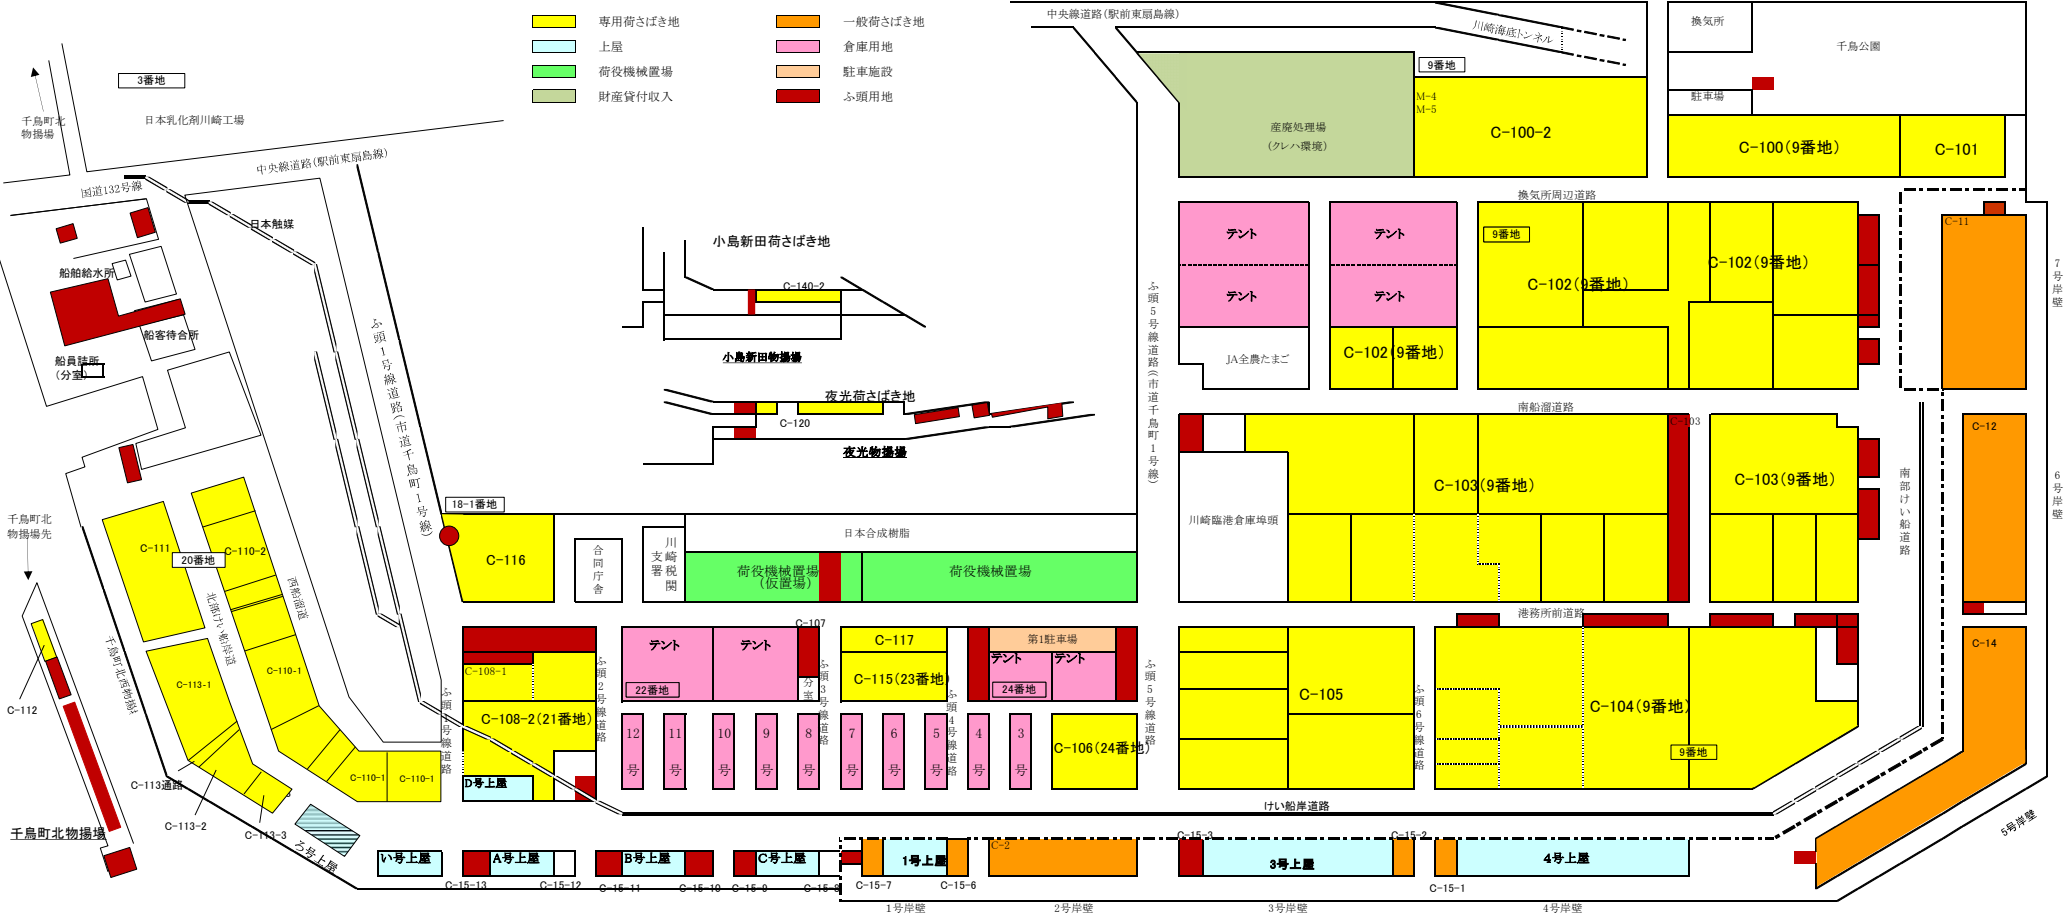 専用荷さばき地
一般荷さばき地
上屋
倉庫用地
荷役機械置場
駐車施設
財産貸付収入
ふ頭用地
中央線道路(駅前東扇島線)
川崎海底トンネル
換気所
千鳥公園
駐車場
9番地
M-4
M-5
C-100-2
産廃処理場
(クレハ環境)
C-100(9番地)
C-101
換気所周辺道路
3番地
千鳥町北
物揚場
日本乳化剤川崎工場
中央線道路(駅前東扇島線)
国道132号線
日本触媒
船舶給水所
船客待合所
船員詰所
(分室)
ふ頭1号線道路(市道千鳥町1号線)
小島新田荷さばき地
C-140-2
小島新田物揚場
夜光荷さばき地
C-120
夜光物揚場
ふ頭5号線道路(市道千鳥町1号線)
テント
テント
テント
テント
JA全農たまご
C-102(9番地)
9番地
C-102(9番地)
C-102(9番地)
C-11
7号岸壁
南船溜道路
C-103
C-12
C-103(9番地)
C-103(9番地)
川崎臨港倉庫埠頭
南部けい船道路
6号岸壁
港務所前道路
18-1番地
C-116
合同庁舎
川崎税関
支署
日本合成樹脂
荷役機械置場
(仮置場)
荷役機械置場
千鳥町北
物揚場先
C-111
20番地
C-110-2
西船溜道
北部けい船岸道
C-110-1
C-113-1
C-110-1
C-110-1
C-112
C-113通路
C-113-2
C-113-3
千鳥町北物揚場
ろ号上屋
ふ頭1号線道路
C-108-1
C-108-2(21番地)
D号上屋
ふ頭2号線道路
テント
テント
22番地
C-107
分室
ふ頭3号線道路
C-117
C-115(23番地)
ふ頭4号線道路
第1駐車場
テント
テント
24番地
ふ頭5号線道路
12号
11号
10号
9号
8号
7号
6号
5号
4号
3号
C-106(24番地)
C-105
ふ頭6号線道路
C-104(9番地)
9番地
C-14
5号岸壁
けい船岸道路
い号上屋
A号上屋
B号上屋
C号上屋
1号上屋
C-2
C-15-3
3号上屋
C-15-2
4号上屋
C-15-13
C-15-12
C-15-11
C-15-10
C-15-9
C-15-8
C-15-7
C-15-6
C-15-1
1号岸壁
2号岸壁
3号岸壁
4号岸壁